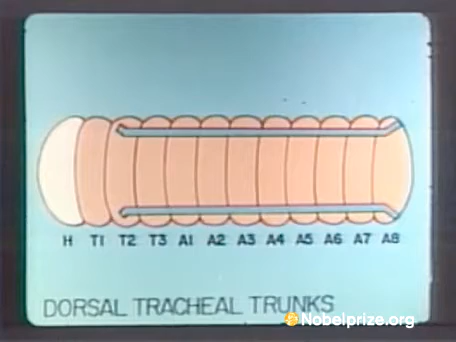 H T1 T2 T3 A1 A2 A3 A4 A5 A6 A7 A8
DORSAL TRACHEAL TRUNKS
Nobelprize.org